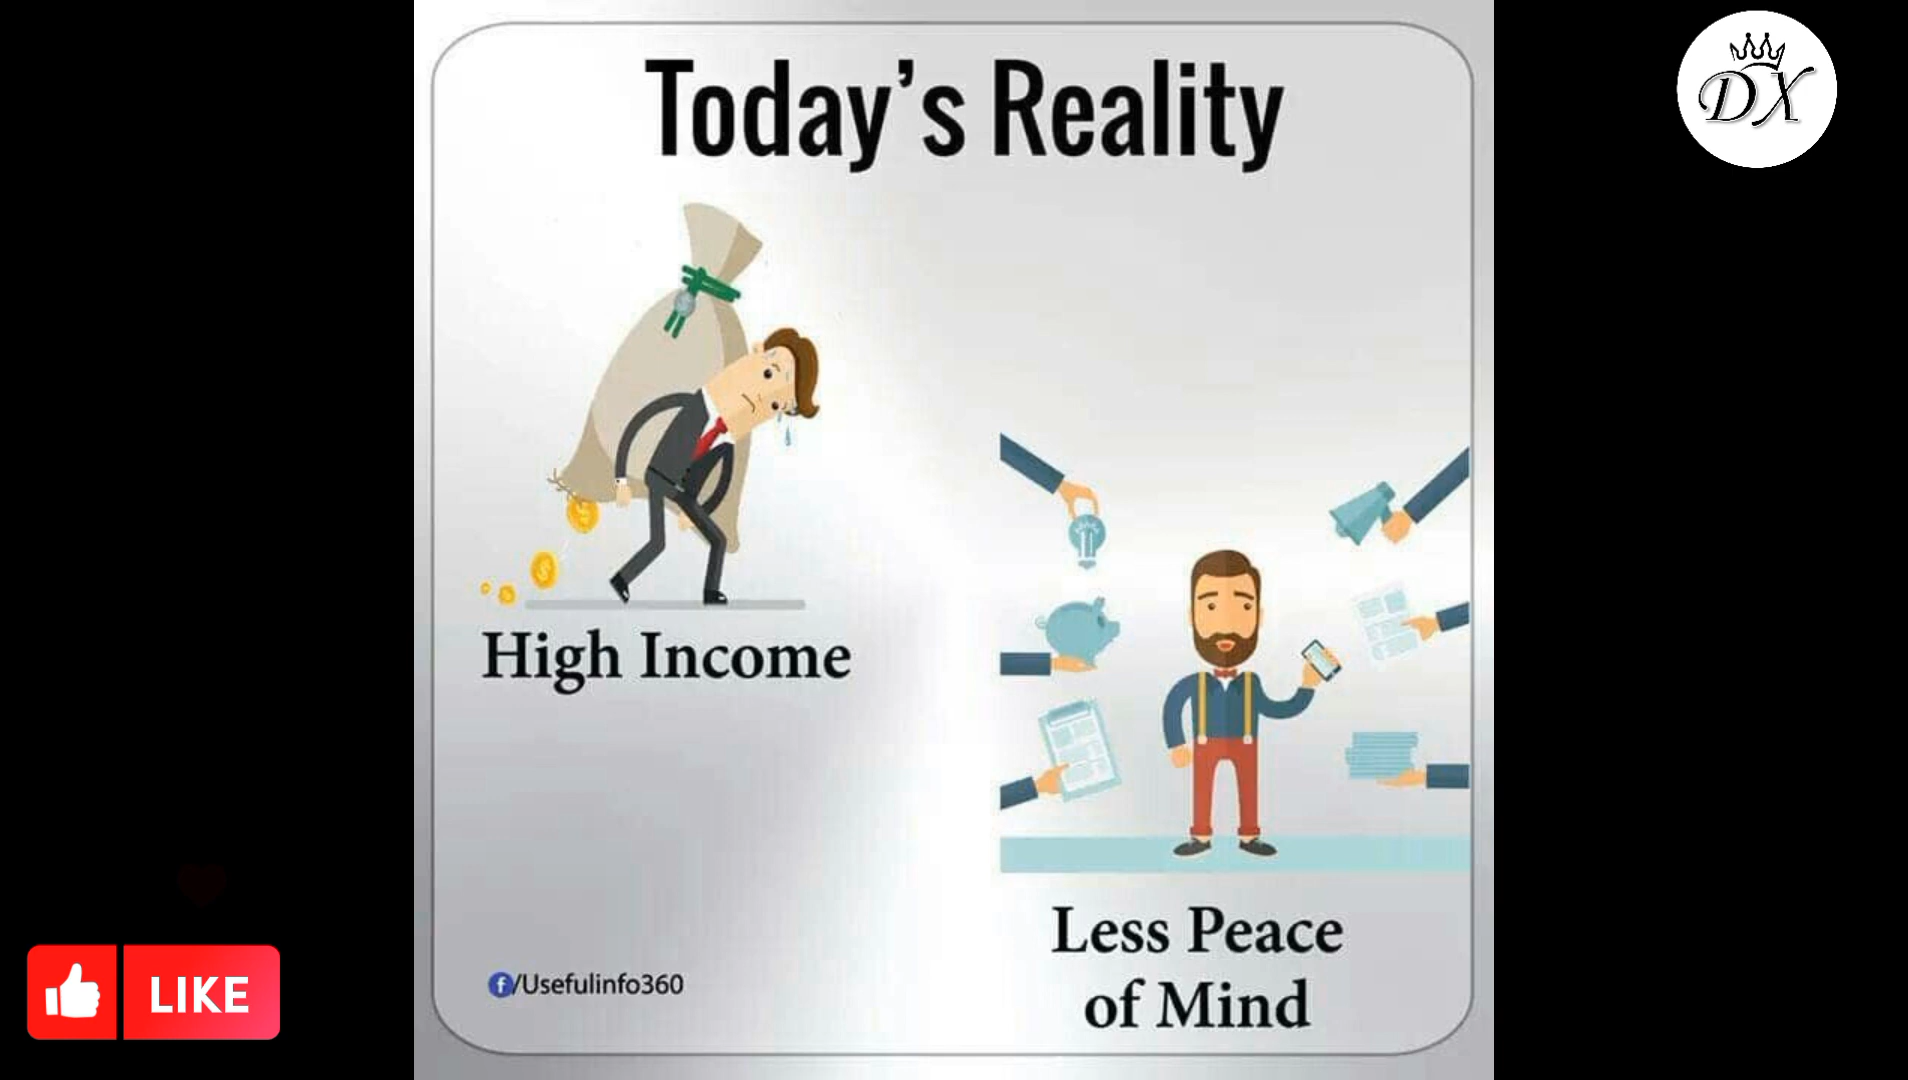 Today's Reality
DX
High Income
Less Peace
of Mind
f/Usefulinfo360
LIKE